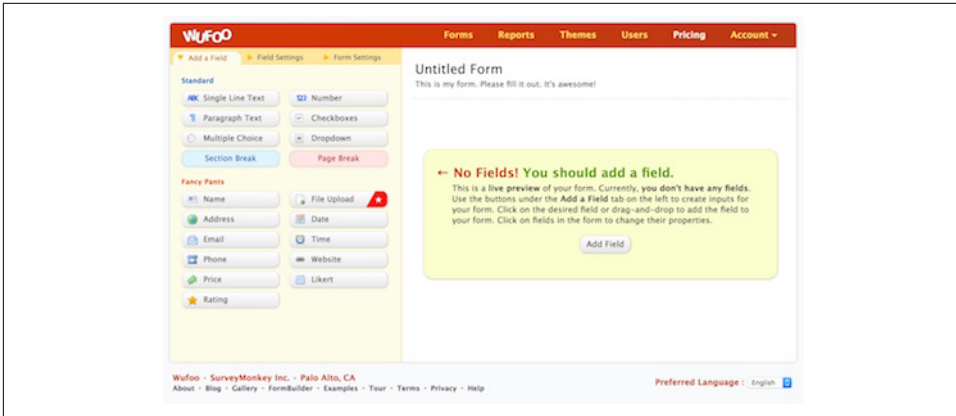 WUFOO
Forms Reports Themes Users Pricing Account
Add a Field Field Settings Form Settings
Standard
ABC Single Line Text 123 Number
Paragraph Text Checkboxes
Multiple Choice Dropdown
Section Break Page Break
Fancy Pants
Name File Upload
Address Date
Email Time
Phone Website
Price Likert
Rating
Untitled Form
This is my form. Please fill it out. It's awesome!
← No Fields! You should add a field.
This is a live preview of your form. Currently, you don't have any fields.
Use the buttons under the Add a Field tab on the left to create inputs for
your form. Click on the desired field or drag-and-drop to add the field to
your form. Click on fields in the form to change their properties.
Add Field
Wufoo · SurveyMonkey Inc. · Palo Alto, CA
About · Blog · Gallery · FormBuilder · Examples · Tour · Terms · Privacy · Help
Preferred Language : English